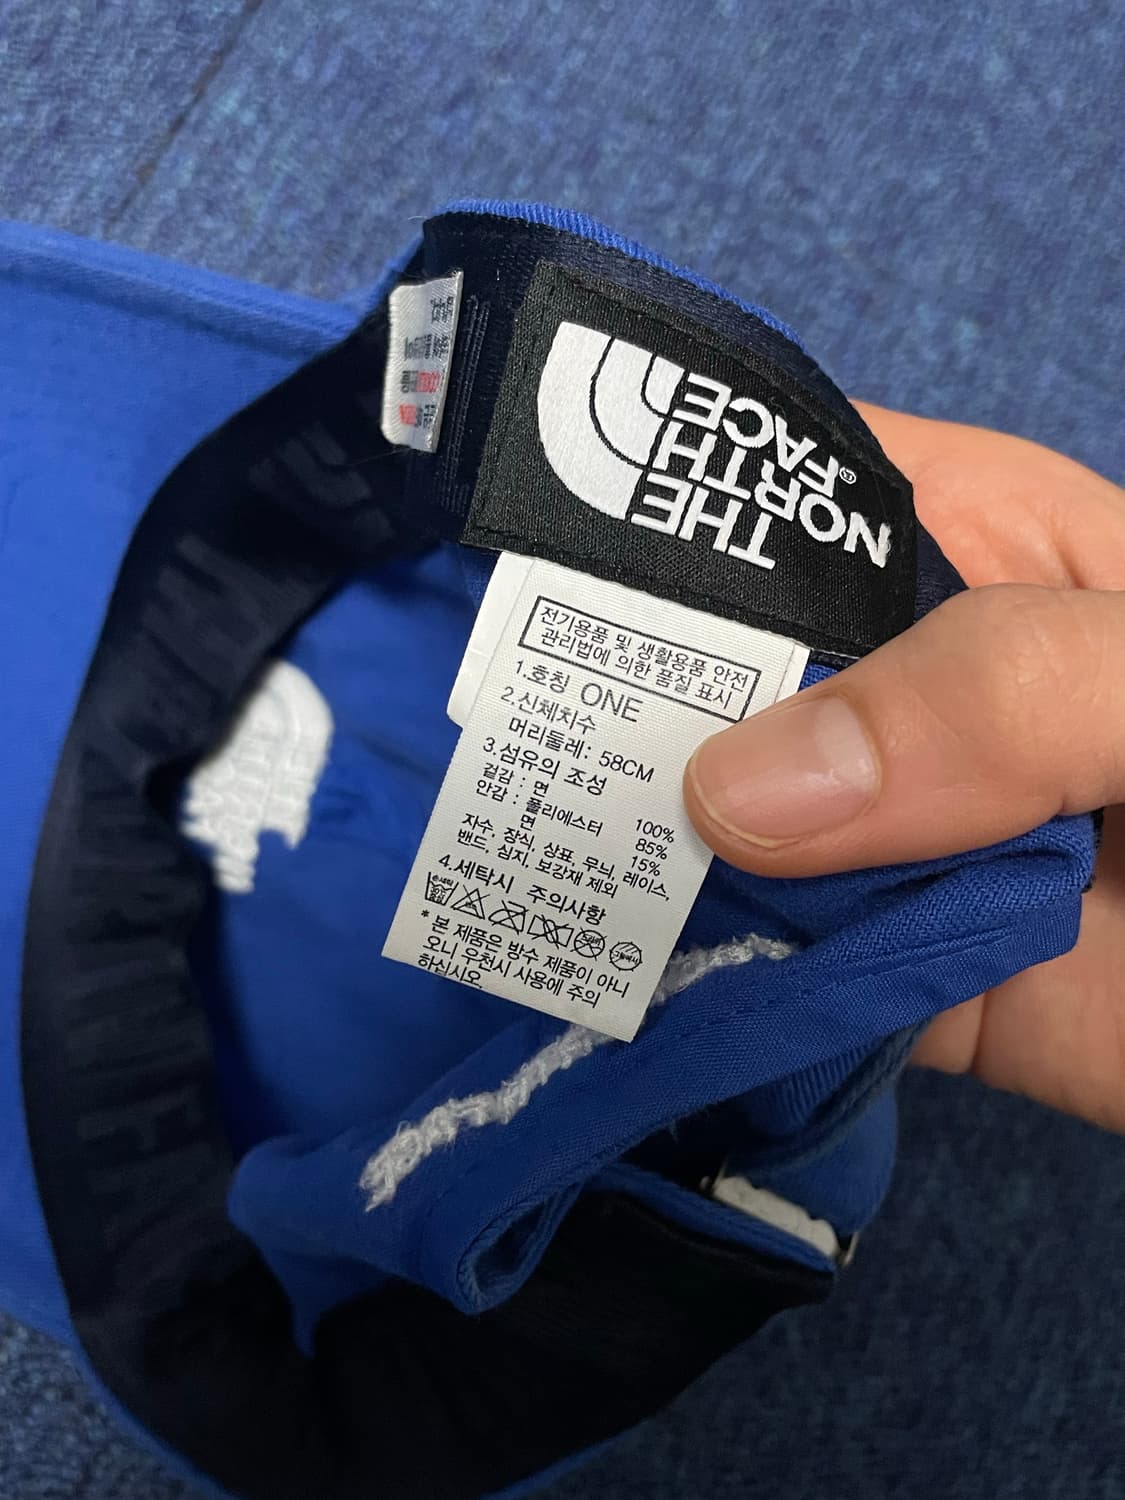 THE
NORTH
FACE
®
전기용품 및 생활용품 안전
관리법에 의한 품질 표시
1.호칭 ONE
2.신체치수
머리둘레: 58CM
3.섬유의 조성
겉감 : 면 100%
안감 : 폴리에스터 85%
면 15%
자수, 장식, 상표, 무늬, 레이스,
밴드, 심지, 보강재 제외
4.세탁시 주의사항
* 본 제품은 방수 제품이 아니
오니 우천시 사용에 주의
하십시오.